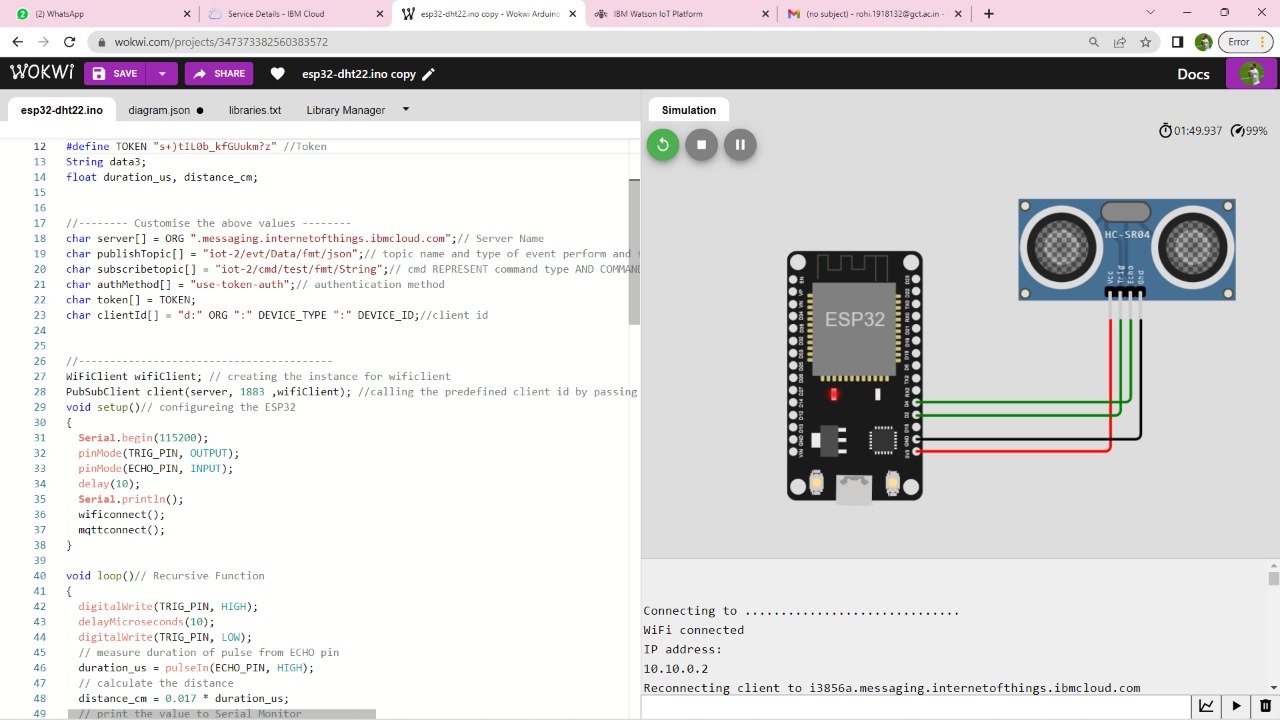 (2) WhatsApp
Service Details - IBM Cloud
esp32-dht22.ino copy - Wokwi Arduino
IBM Watson IoT Platform
(no subject) - rohi.1918132@gct.ac.in -
wokwi.com/projects/347373382560383572
Error
WOKWi
SAVE
SHARE
esp32-dht22.ino copy
Docs
esp32-dht22.ino
diagram.json
libraries.txt
Library Manager
Simulation
01:49.937
99%
12 #define TOKEN "s+)tIL0b_kfGUukm?z" //Token
13 String data3;
14 float duration_us, distance_cm;
15
16
17 //-------- Customise the above values --------
18 char server[] = ORG ".messaging.internetofthings.ibmcloud.com";// Server Name
19 char publishTopic[] = "iot-2/evt/Data/fmt/json";// topic name and type of event perform and
20 char subscribetopic[] = "iot-2/cmd/test/fmt/String";// cmd REPRESENT command type AND COMMAND
21 char authMethod[] = "use-token-auth";// authentication method
22 char token[] = TOKEN;
23 char clientId[] = "d:" ORG ":" DEVICE_TYPE ":" DEVICE_ID;//client id
24
25
26 //-----------------------------------------
27 WiFiClient wifiClient; // creating the instance for wificlient
28 PubSubClient client(server, 1883 ,wifiClient); //calling the predefined client id by passing
29 void setup()// configureing the ESP32
30 {
31 Serial.begin(115200);
32 pinMode(TRIG_PIN, OUTPUT);
33 pinMode(ECHO_PIN, INPUT);
34 delay(10);
35 Serial.println();
36 wificonnect();
37 mqttconnect();
38 }
39
40 void loop()// Recursive Function
41 {
42 digitalWrite(TRIG_PIN, HIGH);
43 delayMicroseconds(10);
44 digitalWrite(TRIG_PIN, LOW);
45 // measure duration of pulse from ECHO pin
46 duration_us = pulseIn(ECHO_PIN, HIGH);
47 // calculate the distance
48 distance_cm = 0.017 * duration_us;
49 // print the value to Serial Monitor
HC-SR04
Vcc
Trig
Echo
Gnd
ESP32
Connecting to ............................
WiFi connected
IP address:
10.10.0.2
Reconnecting client to i3856a.messaging.internetofthings.ibmcloud.com